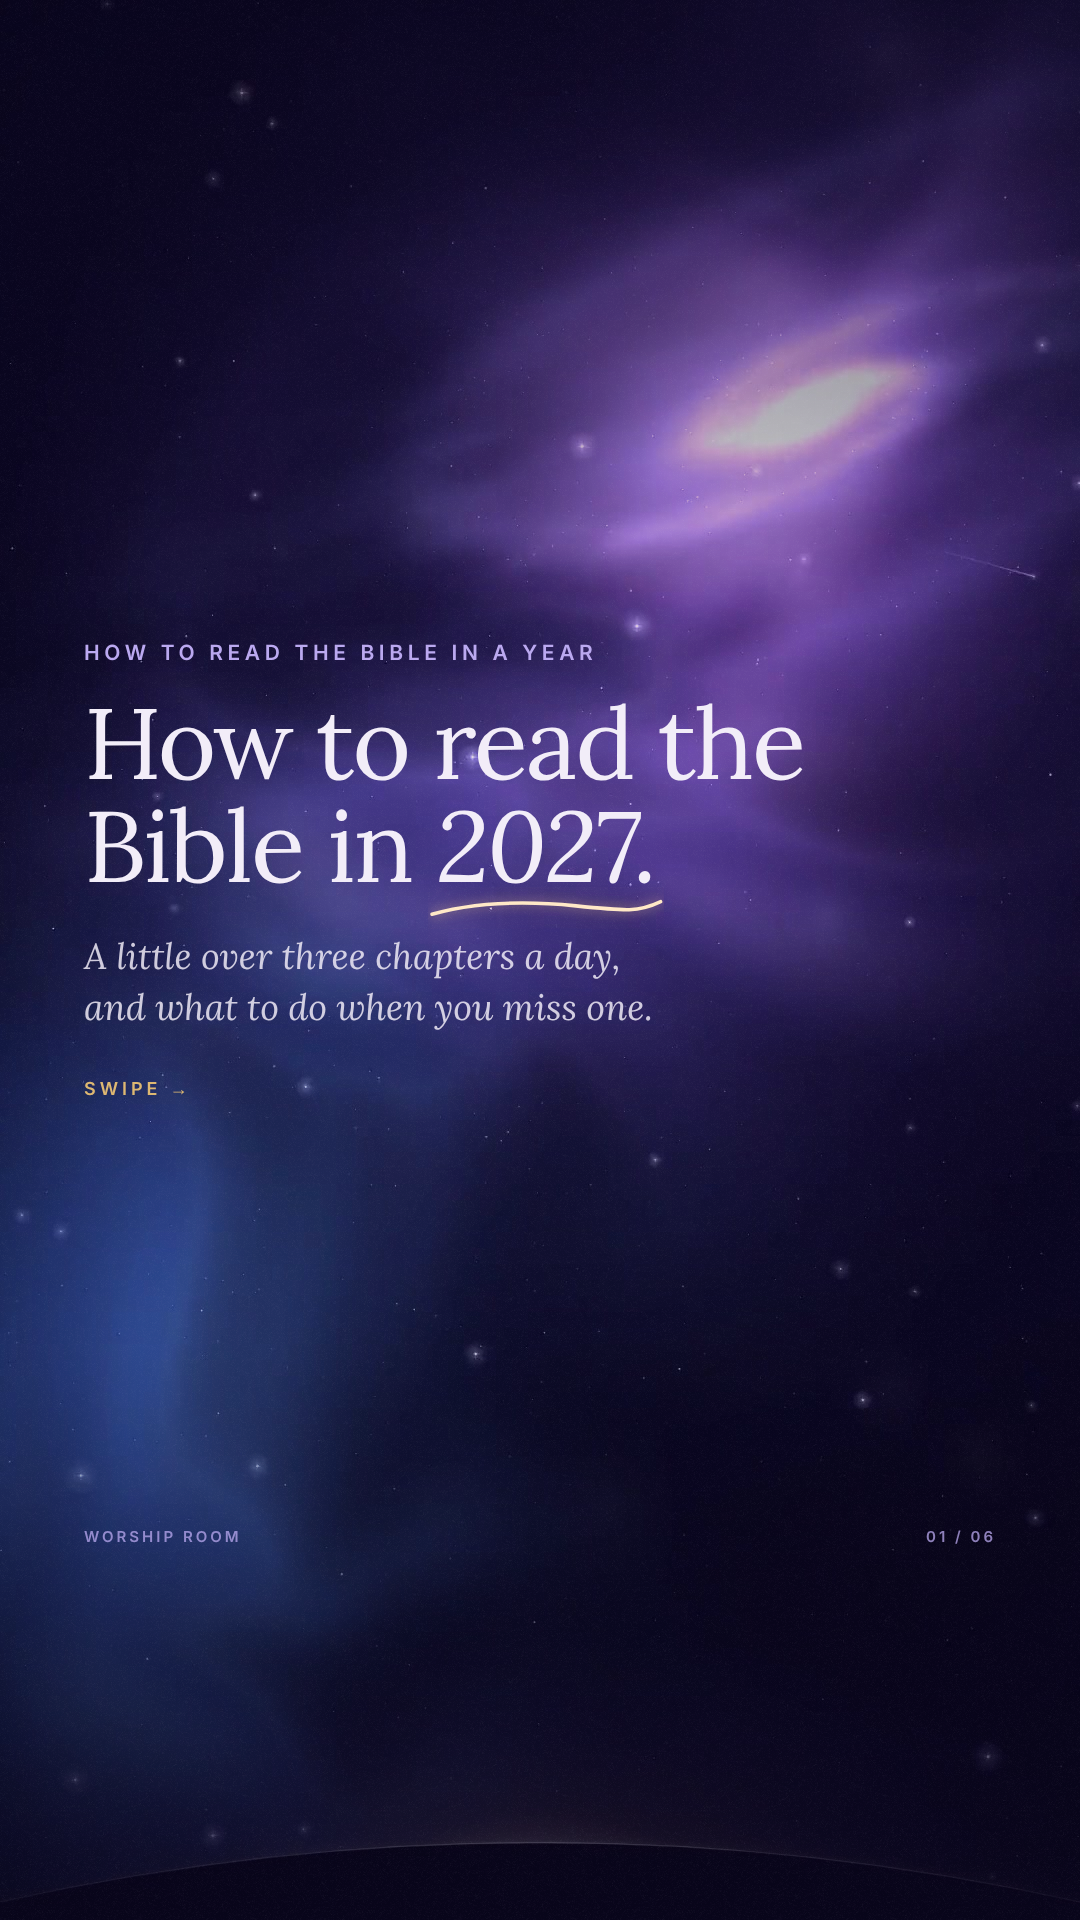 HOW TO READ THE BIBLE IN A YEAR
How to read the
Bible in 2027.
A little over three chapters a day,
and what to do when you miss one.
SWIPE →
WORSHIP ROOM
01 / 06